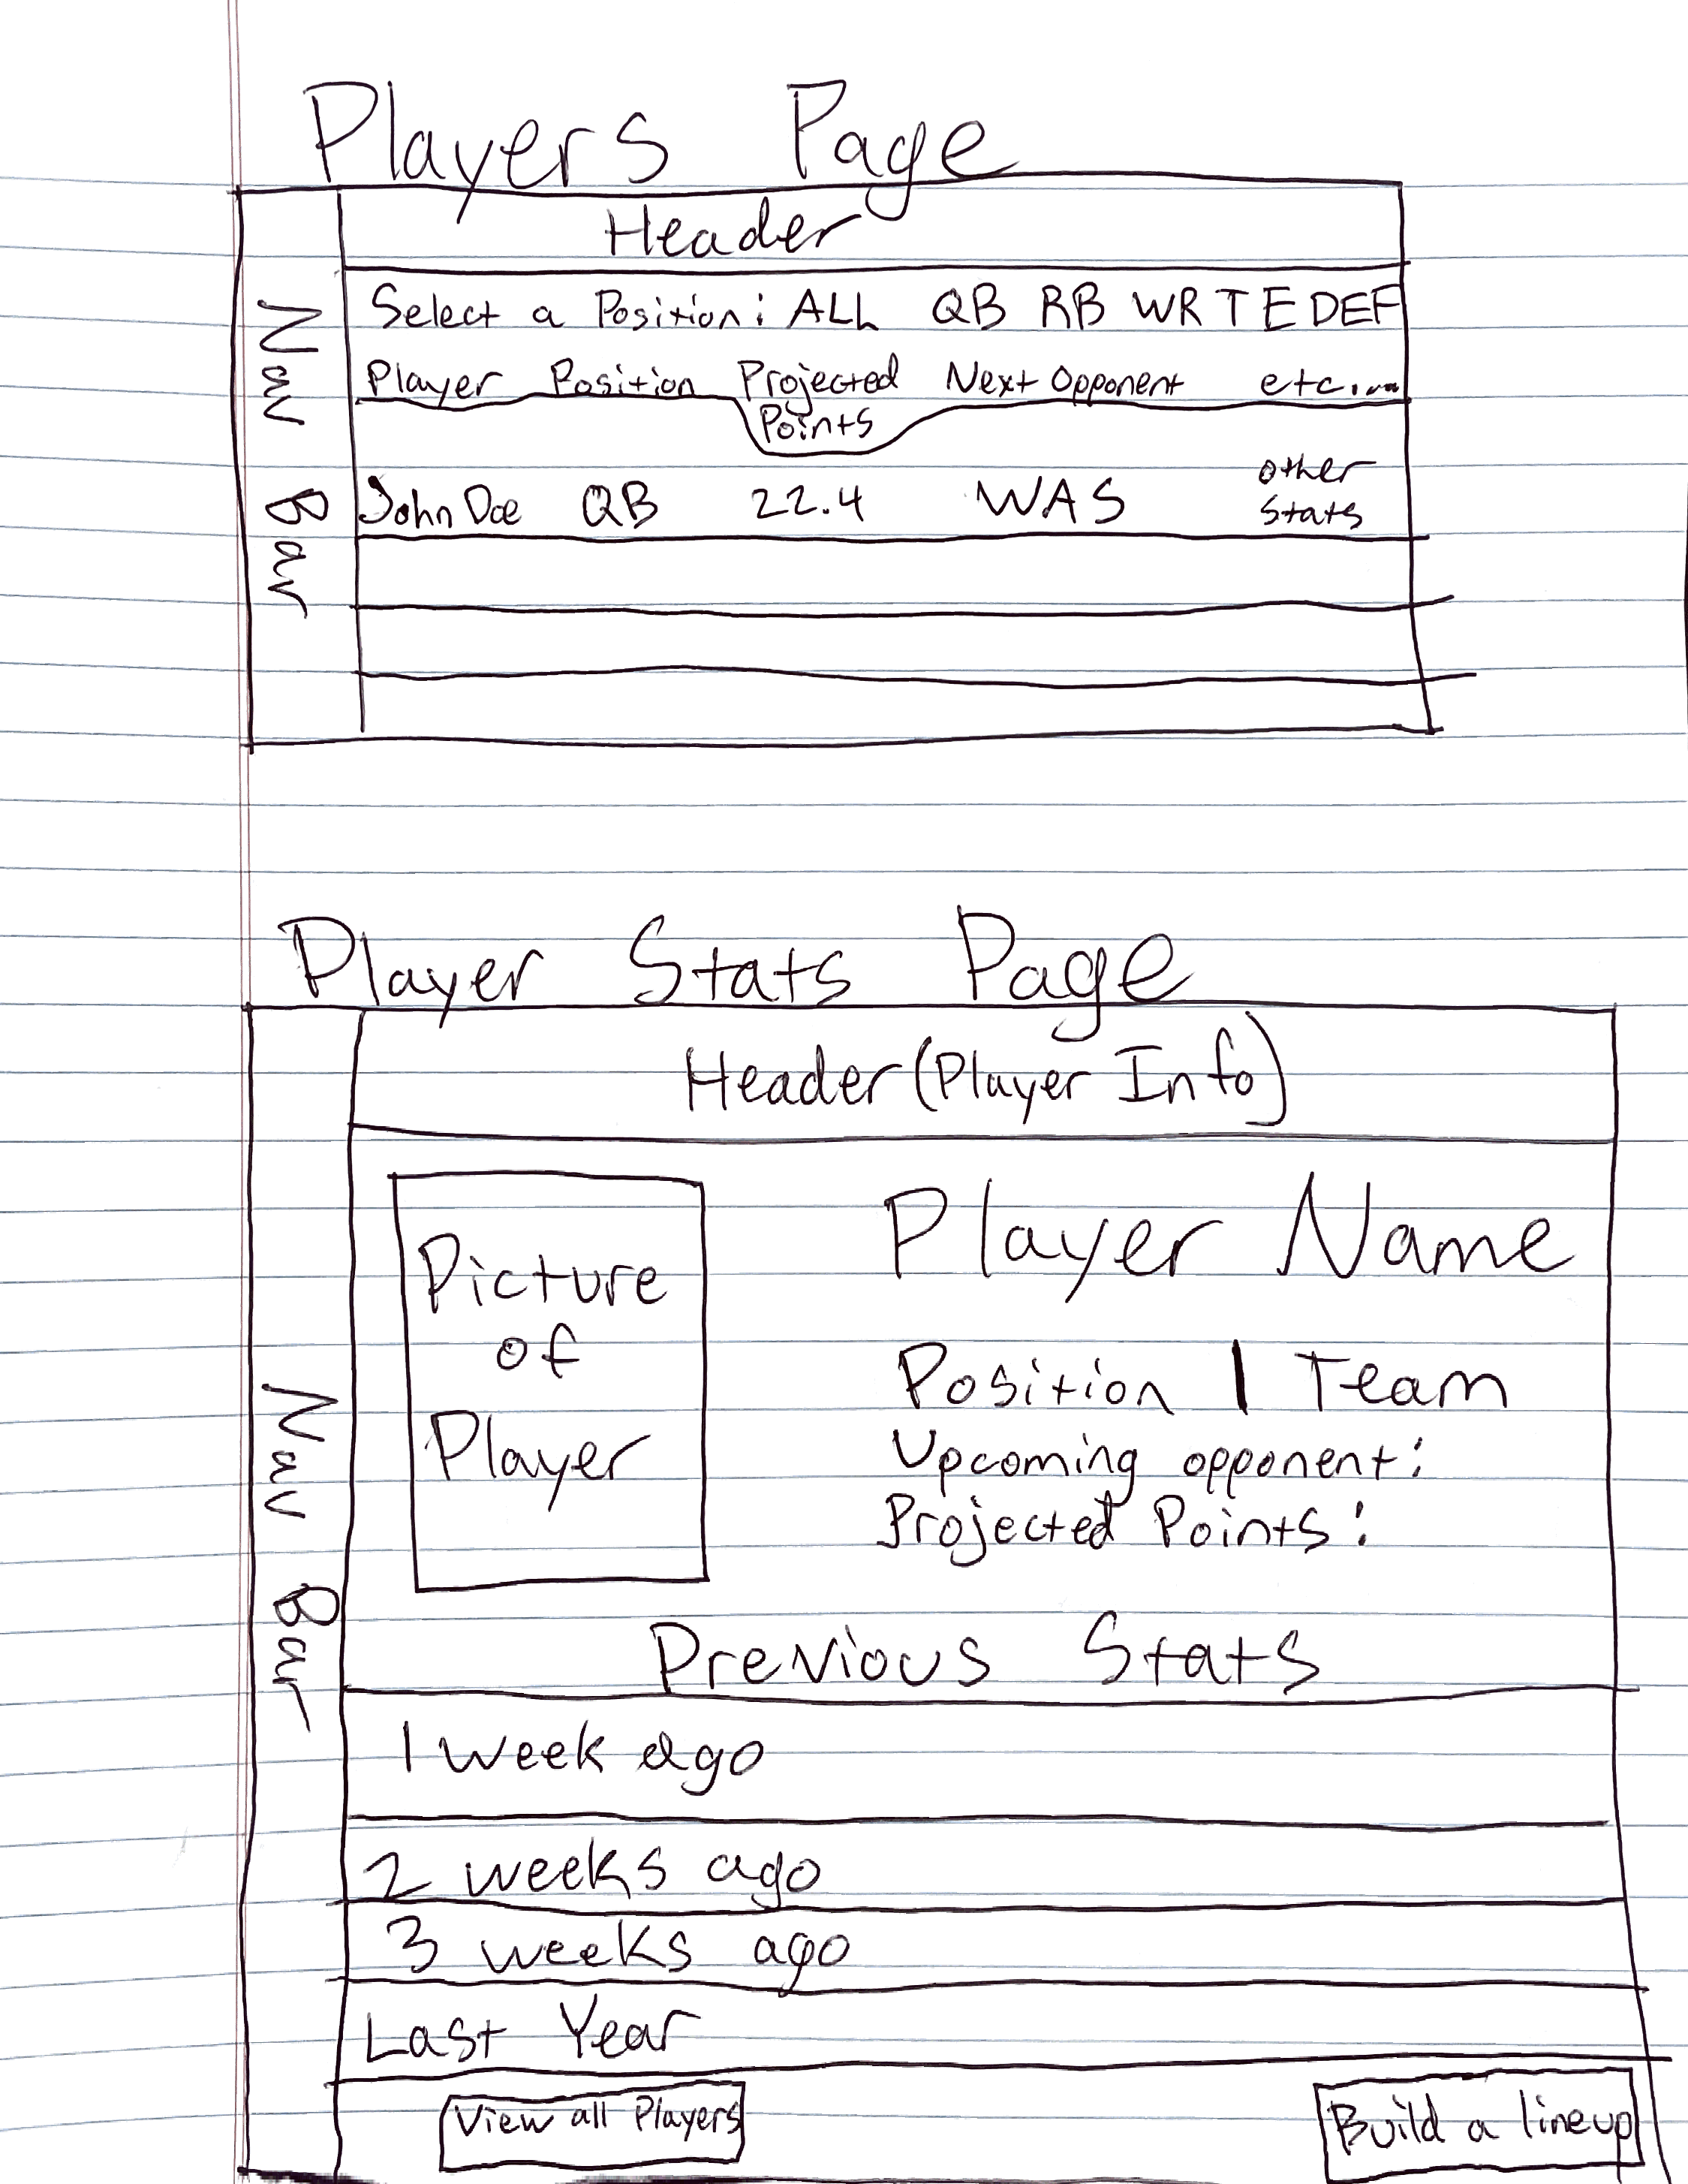 Players Page
Header
Nav Bar
Select a Position: ALL QB RB WR TE DEF
Player Position Projected Points Next Opponent etc....
John Doe QB 22.4 WAS other stats
Player Stats Page
Header (Player Info)
Nav Bar
Picture
of
Player
Player Name
Position | Team
Upcoming opponent:
Projected Points:
Previous Stats
1 week ago
2 weeks ago
3 weeks ago
Last Year
View all Players
Build a lineup